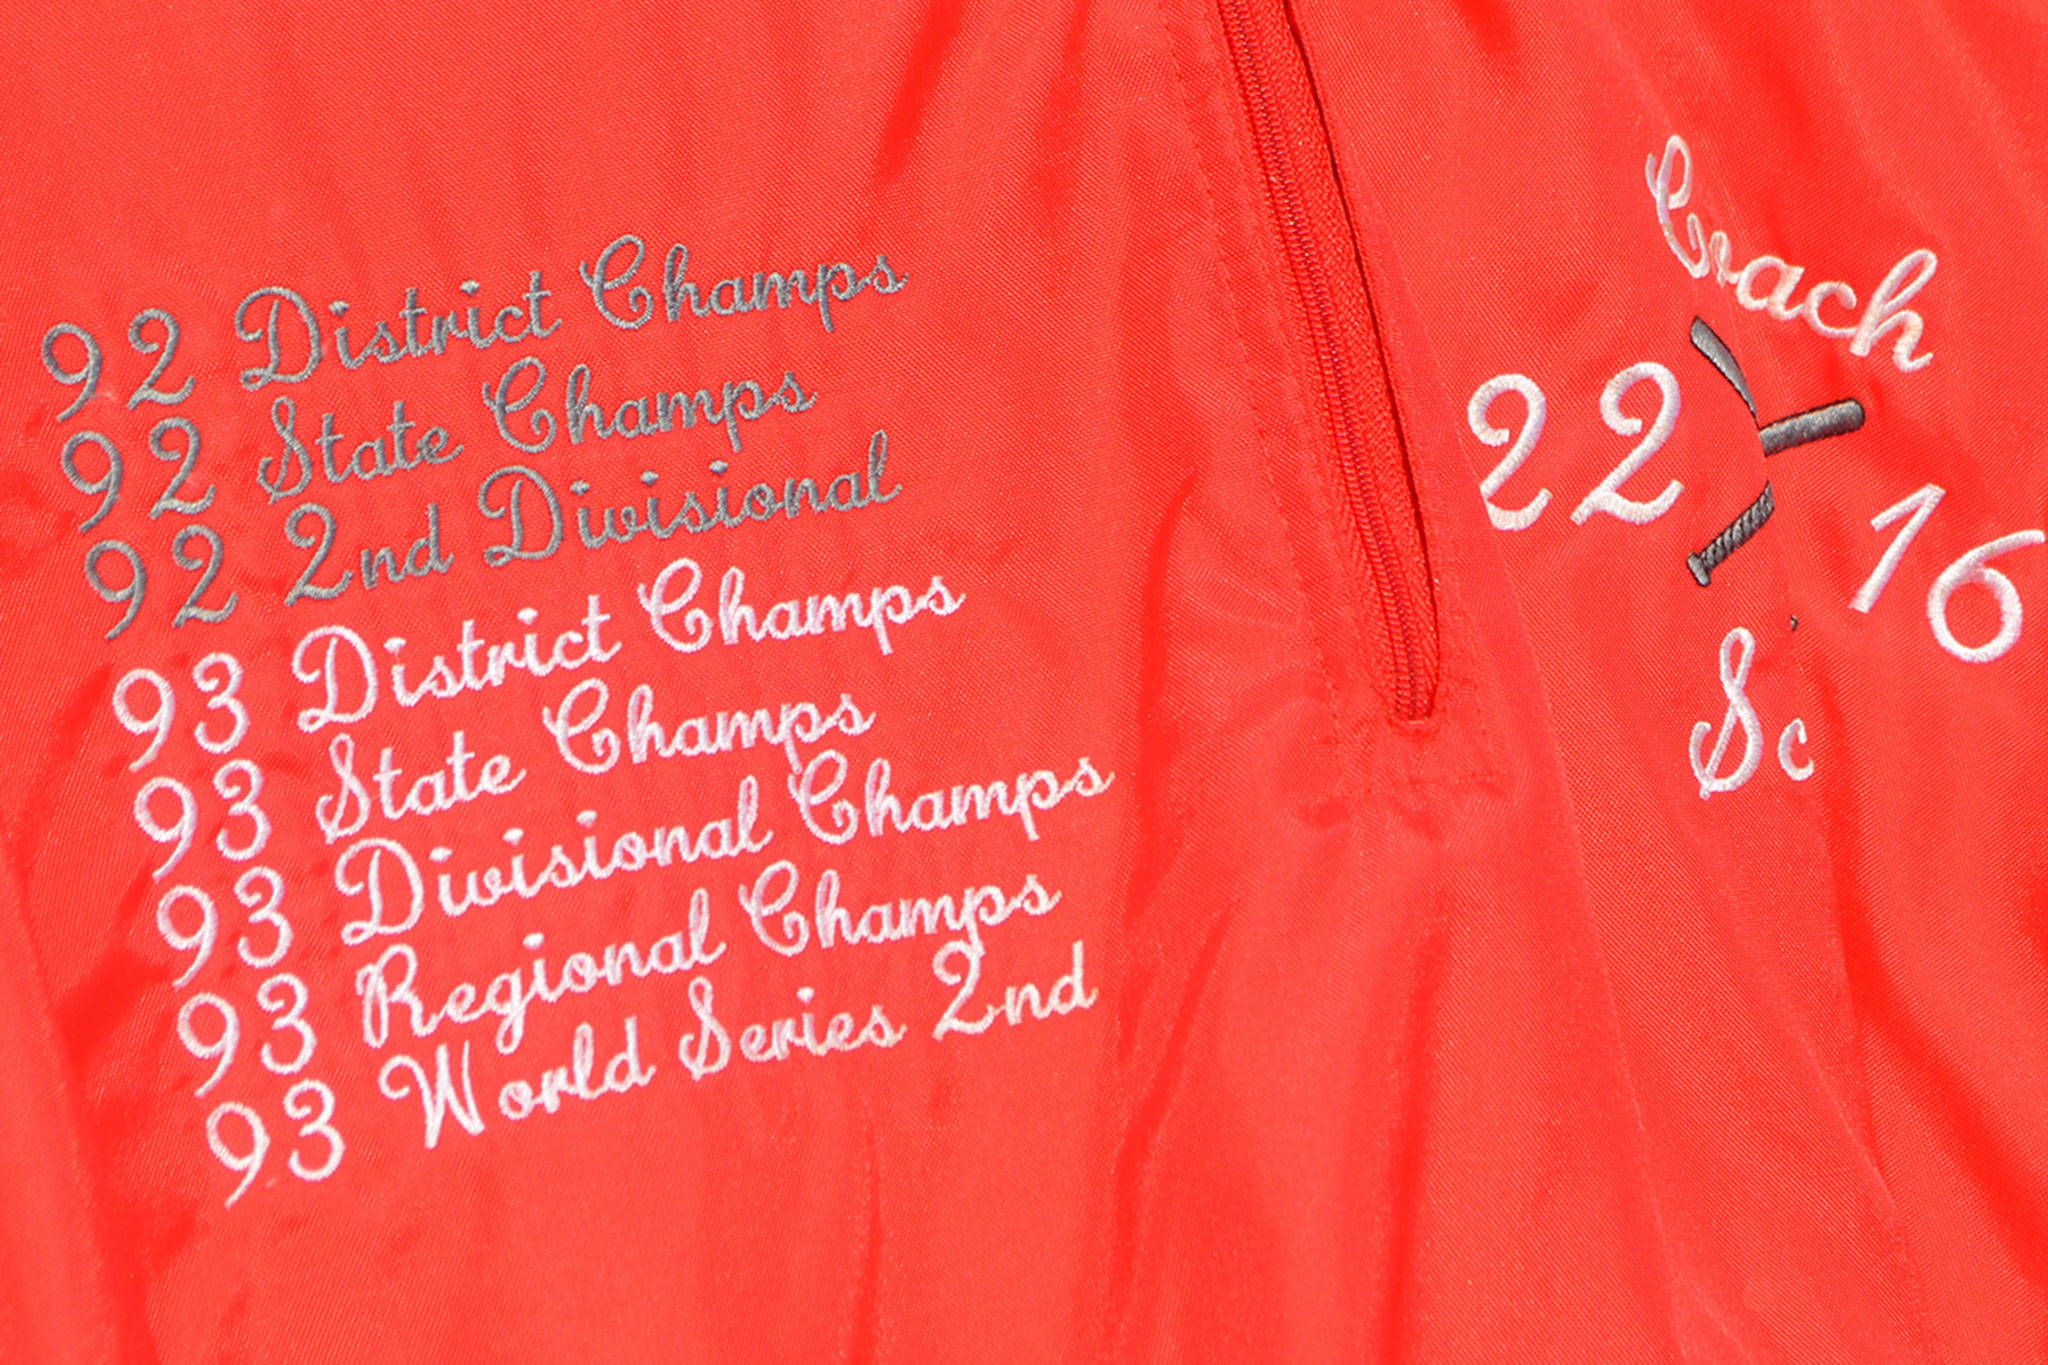 92 District Champs
92 State Champs
92 2nd Divisional
93 District Champs
93 State Champs
93 Divisional Champs
93 Regional Champs
93 World Series 2nd
Coach
22
16
Sc